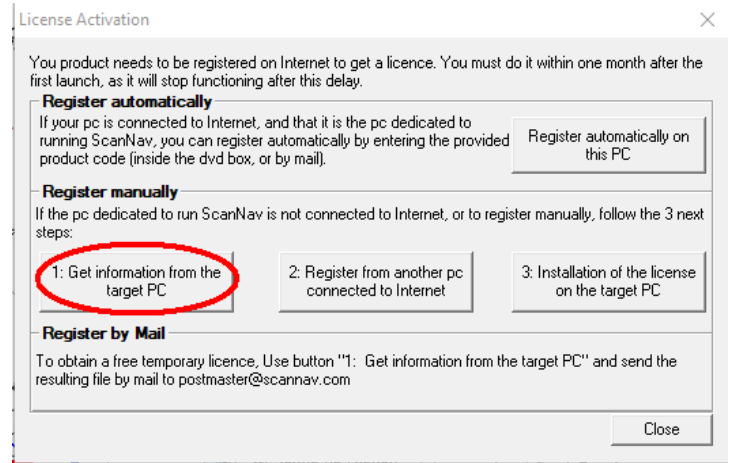 License Activation
You product needs to be registered on Internet to get a licence. You must do it within one month after the
first launch, as it will stop functioning after this delay.
Register automatically
If your pc is connected to Internet, and that it is the pc dedicated to
running ScanNav, you can register automatically by entering the provided
product code (inside the dvd box, or by mail).
Register automatically on
this PC
Register manually
If the pc dedicated to run ScanNav is not connected to Internet, or to register manually, follow the 3 next
steps:
1: Get information from the
target PC
2: Register from another pc
connected to Internet
3: Installation of the license
on the target PC
Register by Mail
To obtain a free temporary licence, Use button "1: Get information from the target PC" and send the
resulting file by mail to postmaster@scannav.com
Close